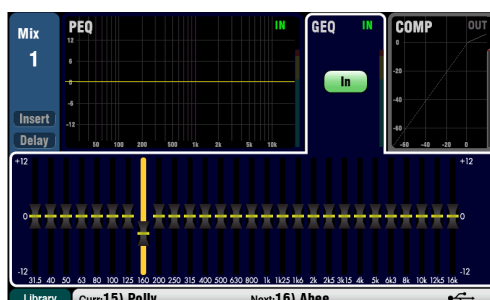 Mix
1
Insert
Delay
PEQ IN
12
6
0
-6
-12
50 100 200 500 1k 2k 5k 10k
GEQ IN
In
COMP OUT
0
-20
-40
-60
-60 -40 -20 0
+12 +12
0 0
-12 -12
31.5 40 50 63 80 100 125 160 200 250 315 400 500 630 800 1k 1k25 1k6 2k 2k5 3k15 4k 5k 6k3 8k 10k 12k5 16k
Library Curr:15) Polly Next:16) Abee